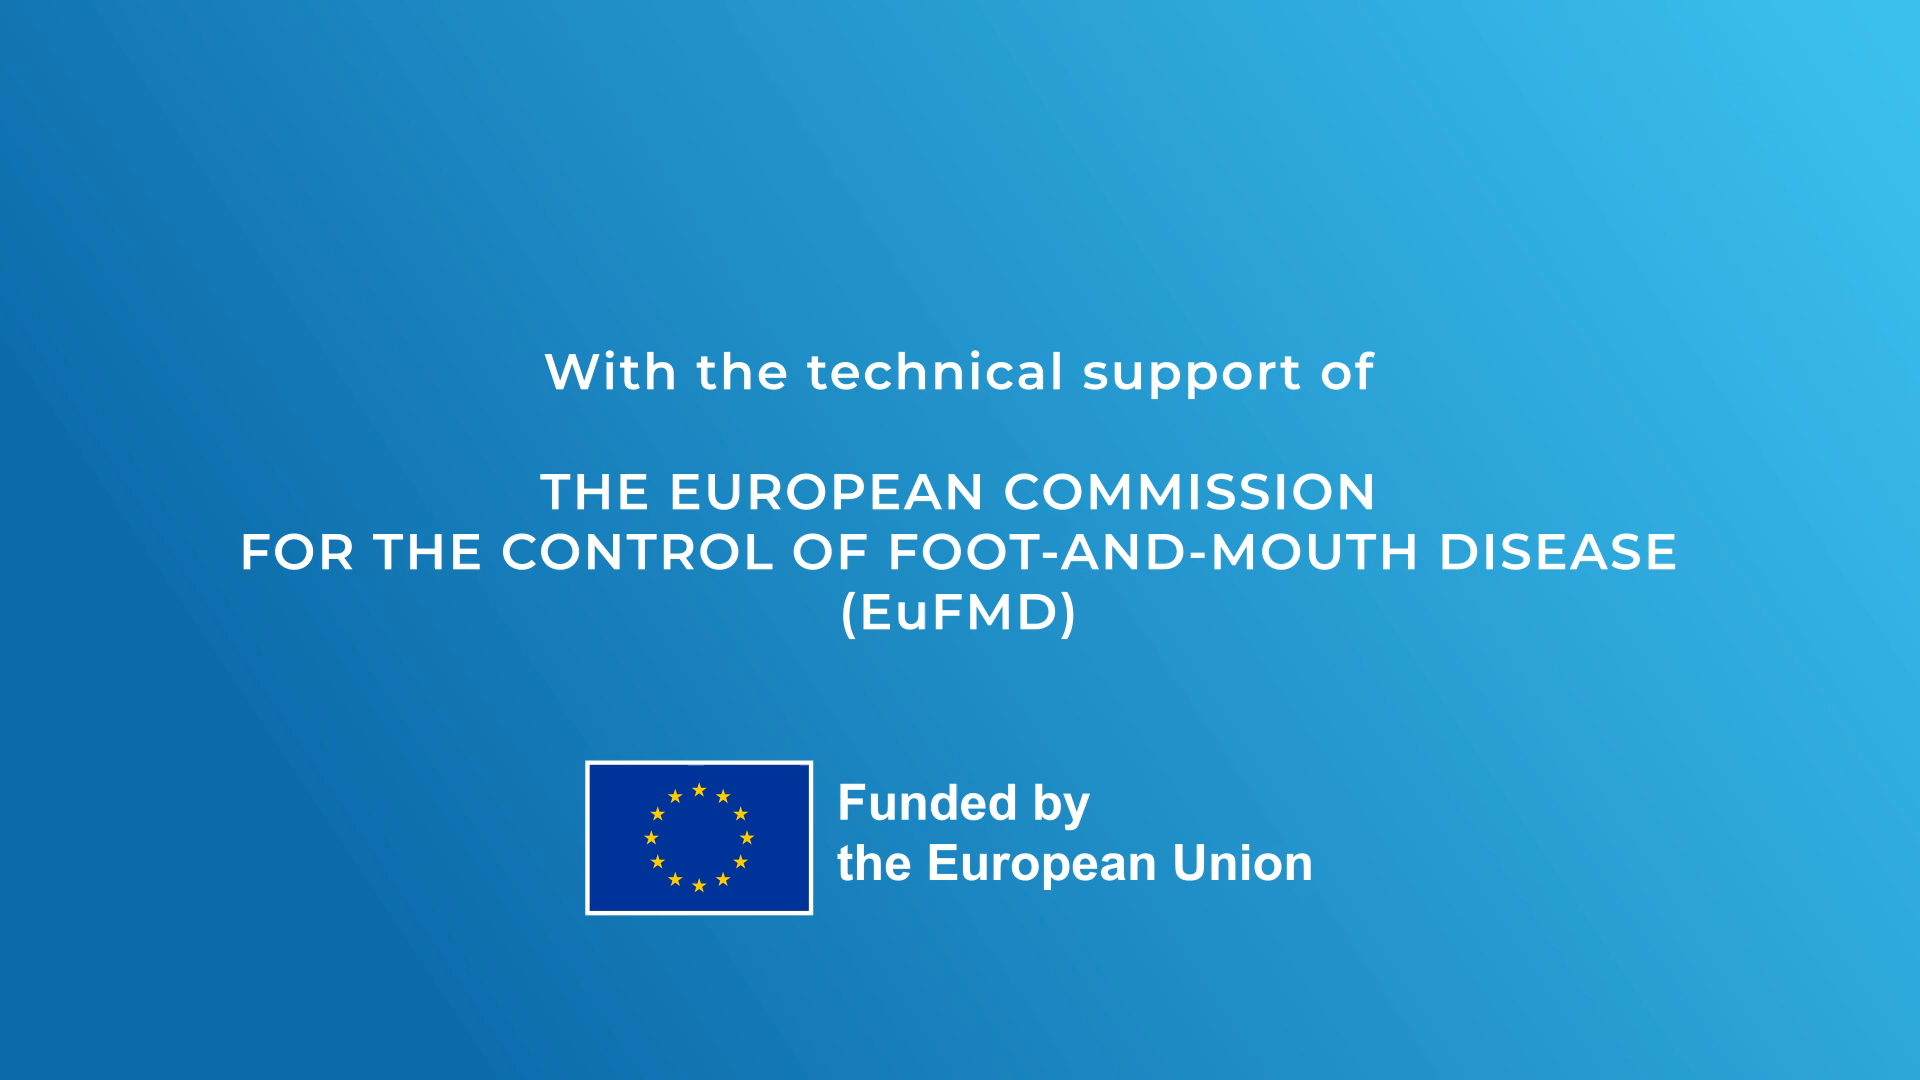 With the technical support of
THE EUROPEAN COMMISSION
FOR THE CONTROL OF FOOT-AND-MOUTH DISEASE
(EuFMD)
Funded by
the European Union